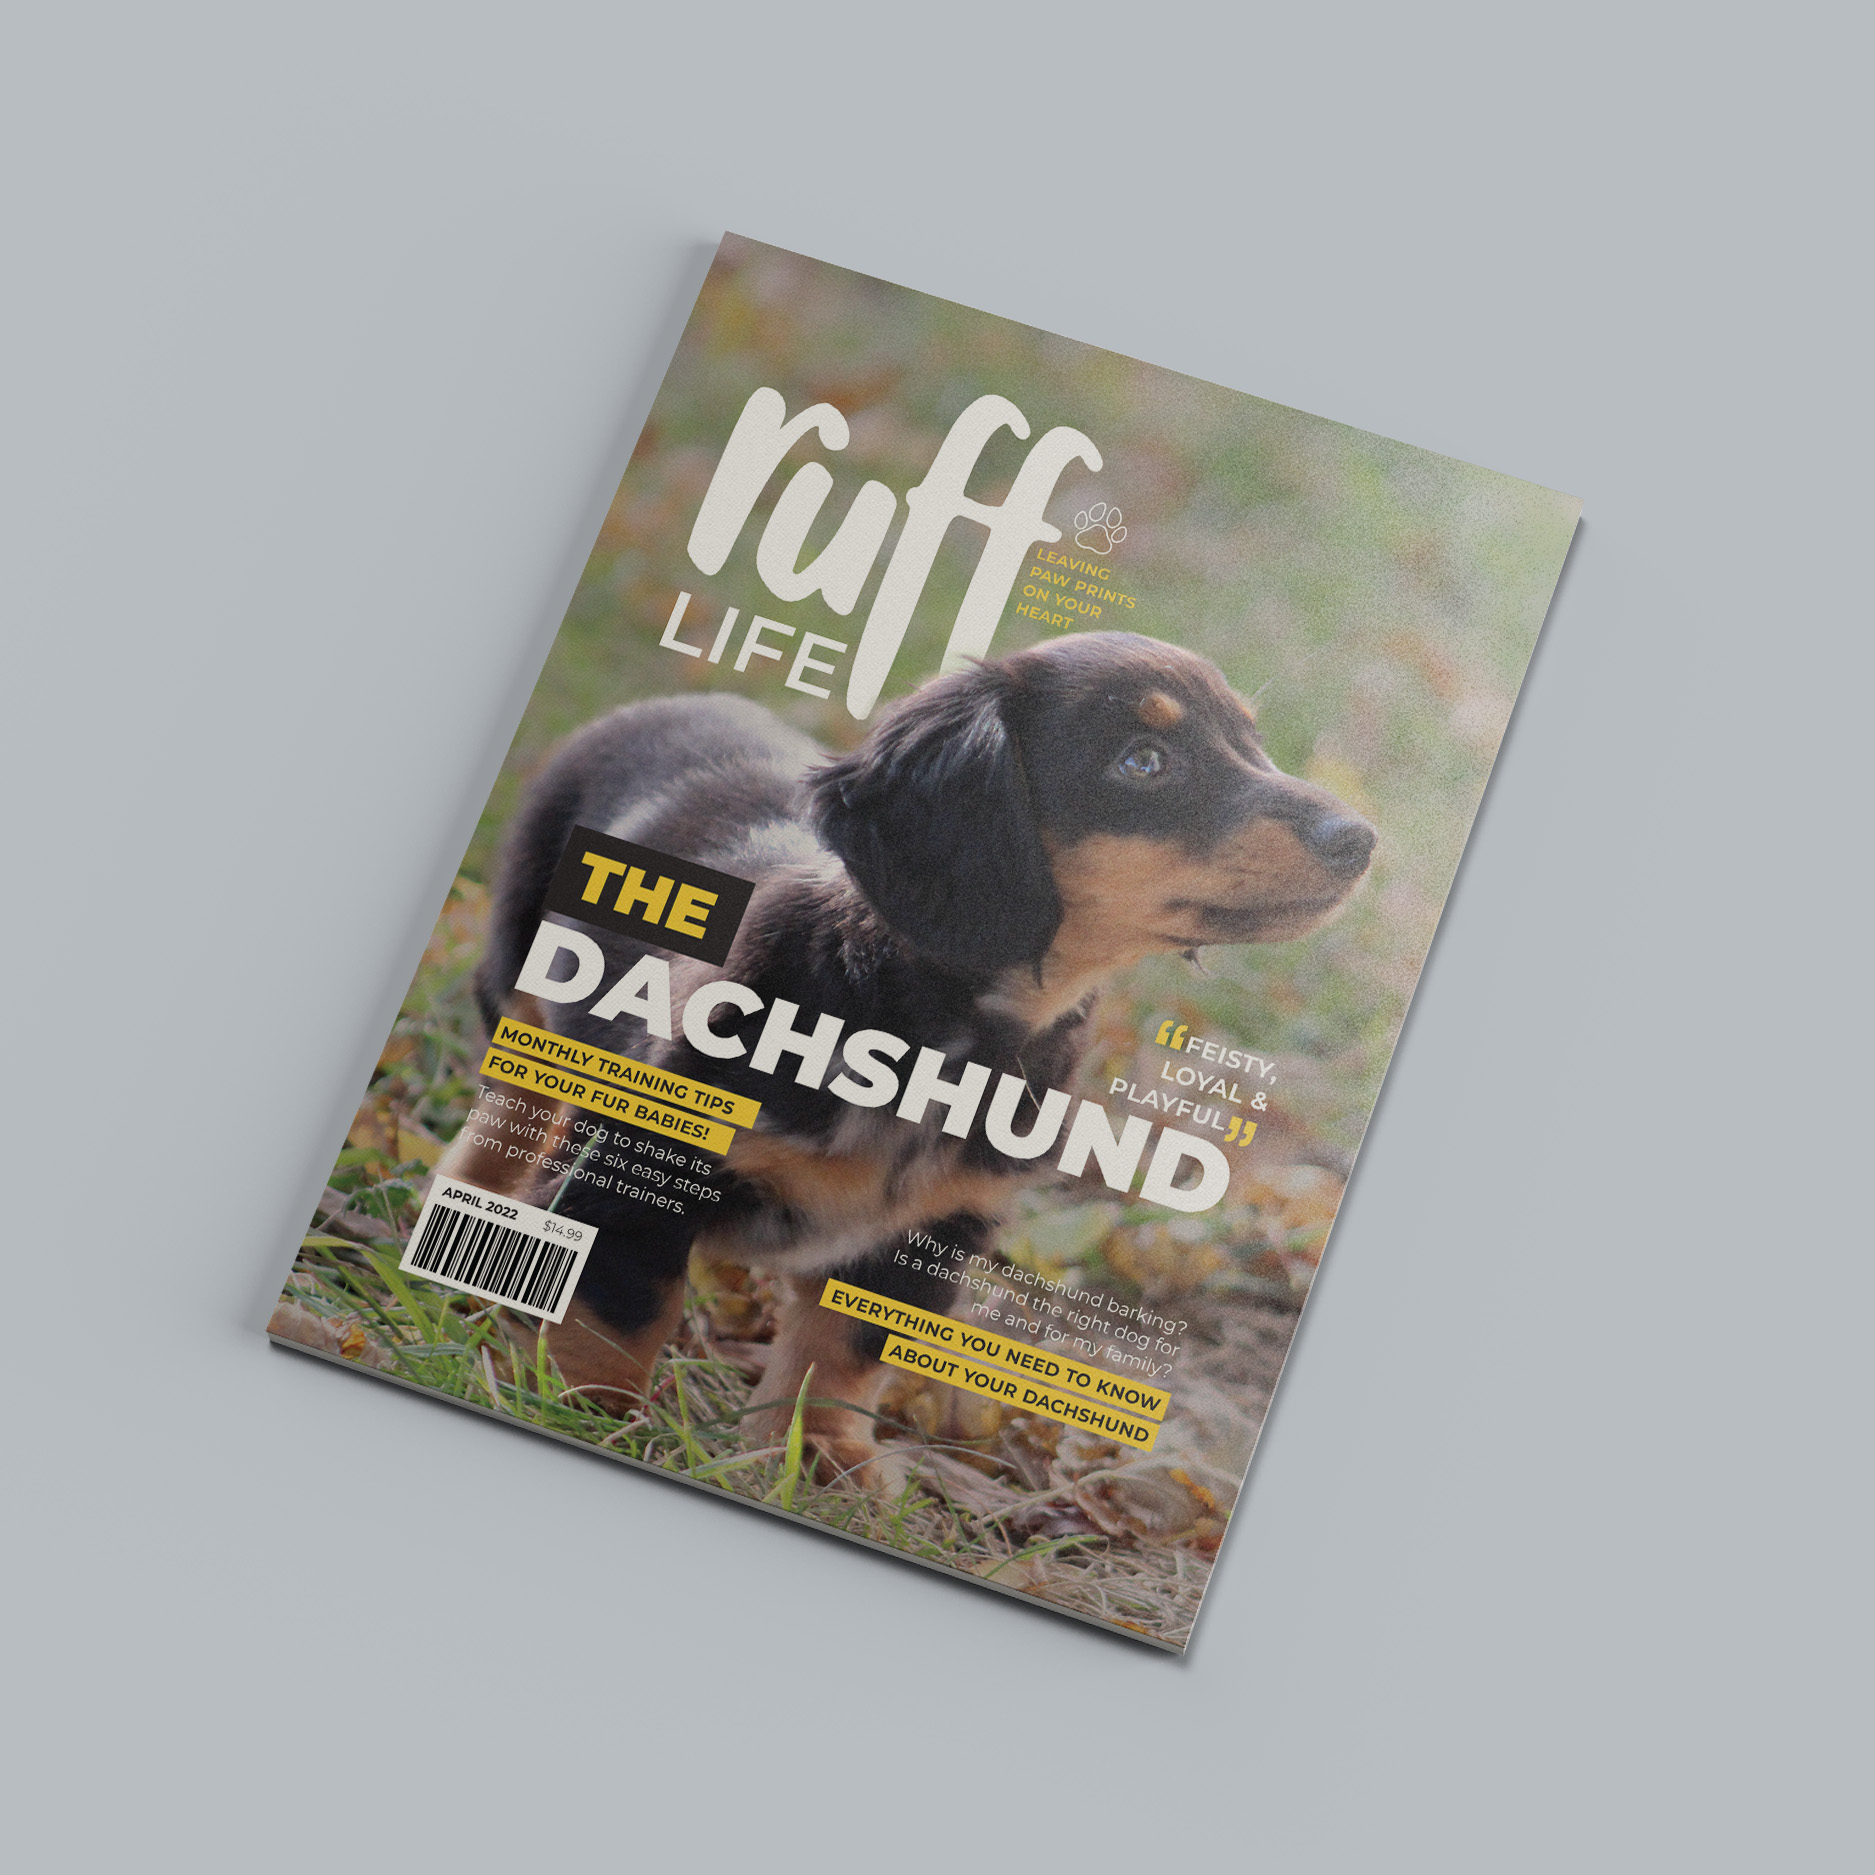 ruff
LIFE
LEAVING
PAW PRINTS
ON YOUR
HEART
THE
DACHSHUND
“FEISTY,
LOYAL &
PLAYFUL”
MONTHLY TRAINING TIPS
FOR YOUR FUR BABIES!
Teach your dog to shake its
paw with these six easy steps
from professional trainers.
APRIL 2022
$14.99
Why is my dachshund barking?
Is a dachshund the right dog for
me and for my family?
EVERYTHING YOU NEED TO KNOW
ABOUT YOUR DACHSHUND